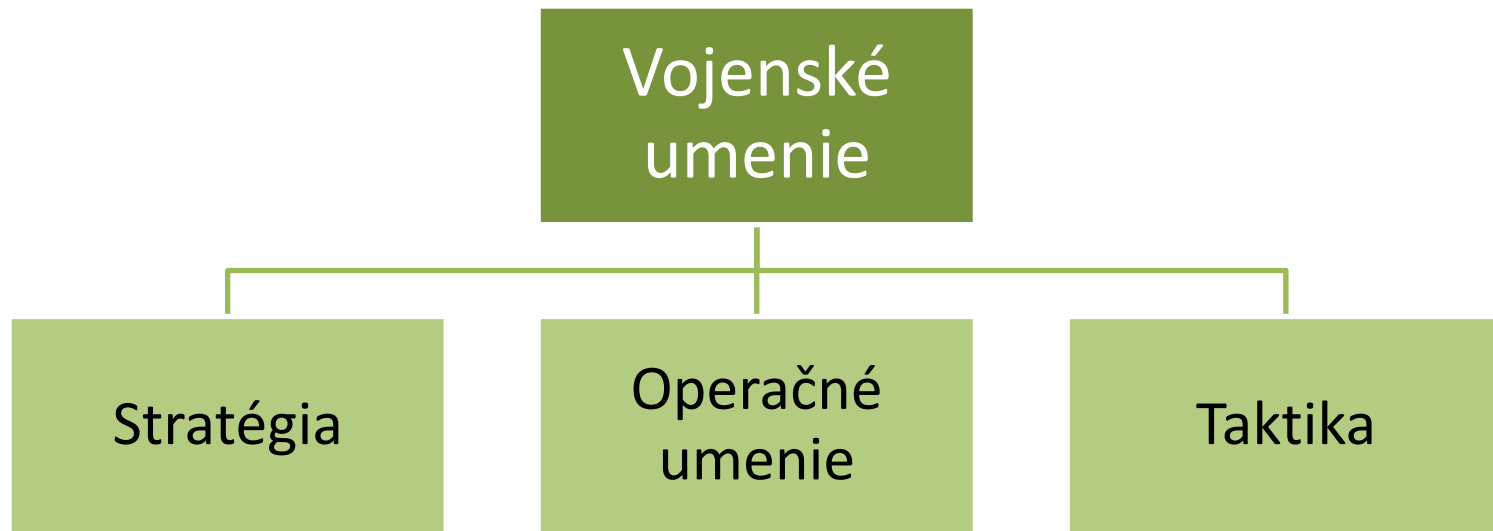 Vojenské
umenie
Stratégia
Operačné
umenie
Taktika